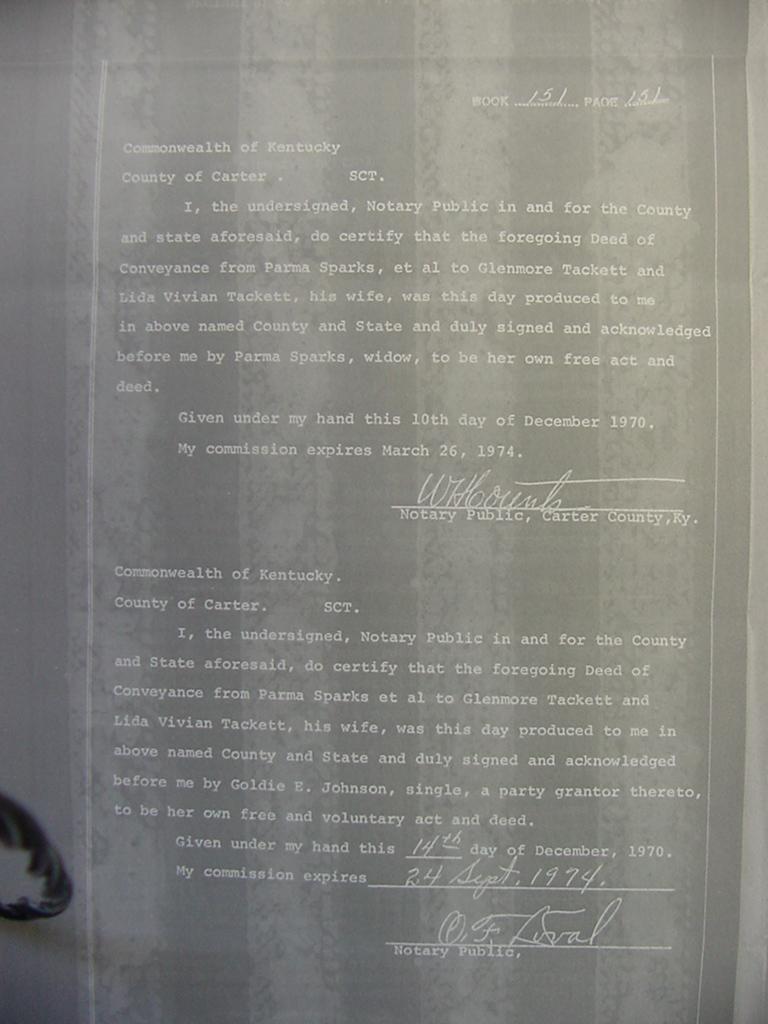 BOOK 151 PAGE 151
Commonwealth of Kentucky
County of Carter . SCT.
I, the undersigned, Notary Public in and for the County
and state aforesaid, do certify that the foregoing Deed of
Conveyance from Parma Sparks, et al to Glenmore Tackett and
Lida Vivian Tackett, his wife, was this day produced to me
in above named County and State and duly signed and acknowledged
before me by Parma Sparks, widow, to be her own free act and
deed.
Given under my hand this 10th day of December 1970.
My commission expires March 26, 1974.
WHCounts
Notary Public, Carter County,Ky.
Commonwealth of Kentucky.
County of Carter. SCT.
I, the undersigned, Notary Public in and for the County
and State aforesaid, do certify that the foregoing Deed of
Conveyance from Parma Sparks et al to Glenmore Tackett and
Lida Vivian Tackett, his wife, was this day produced to me in
above named County and State and duly signed and acknowledged
before me by Goldie E. Johnson, single, a party grantor thereto,
to be her own free and voluntary act and deed.
Given under my hand this 14th day of December, 1970.
My commission expires 24 Sept. 1974.
O.F. Duval
Notary Public,